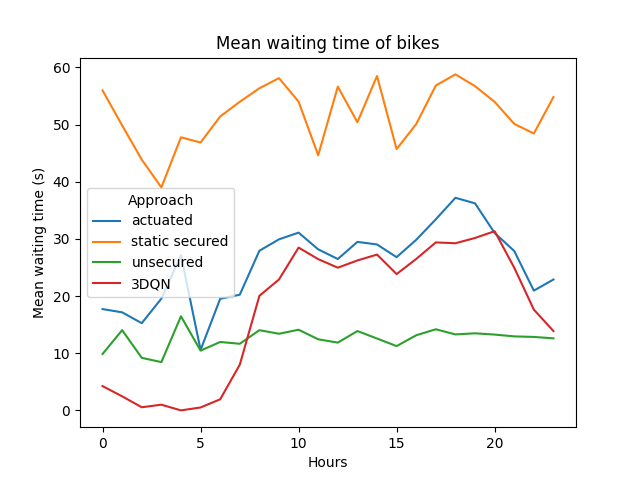 Mean waiting time of bikes
Mean waiting time (s)
60
50
40
30
20
10
0
Approach
actuated
static secured
unsecured
3DQN
0 5 10 15 20
Hours